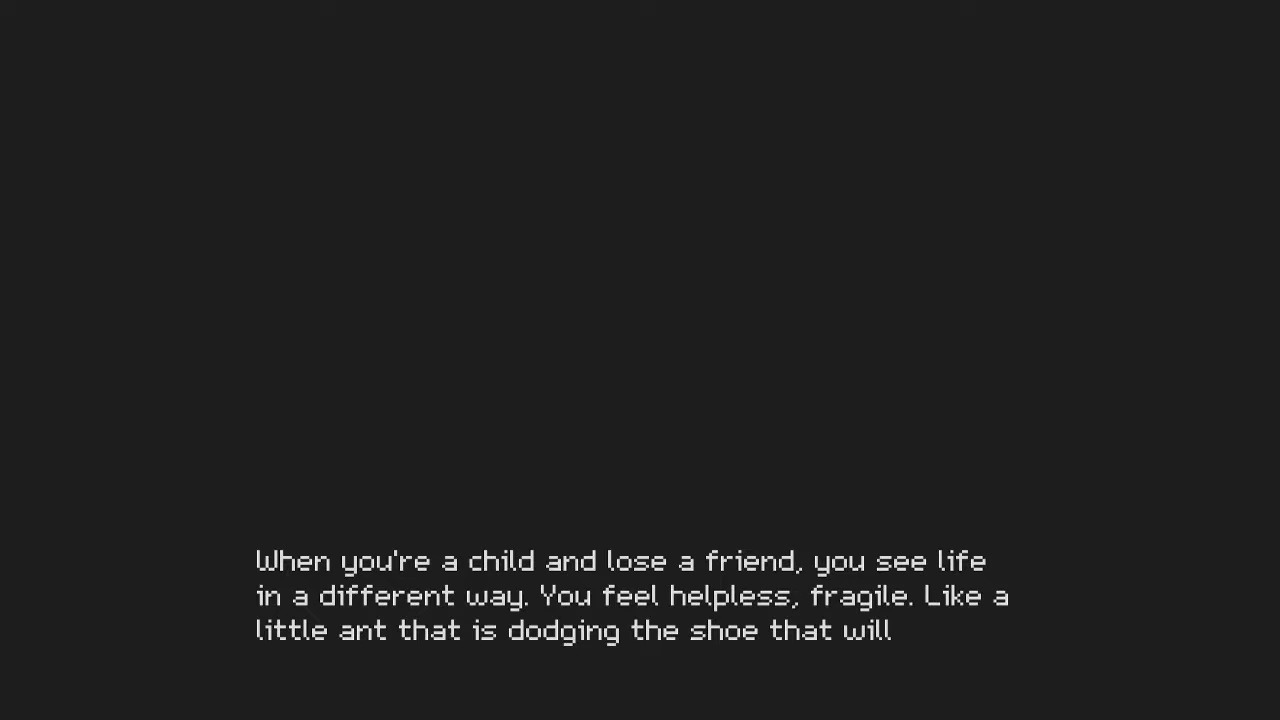 When you're a child and lose a friend, you see life
in a different way. You feel helpless, fragile. Like a
little ant that is dodging the shoe that will